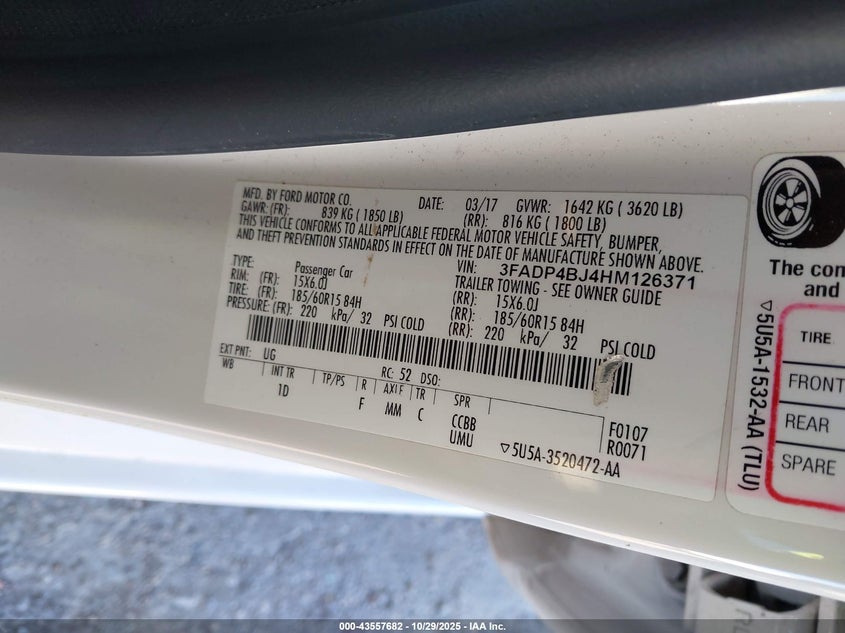 MFD. BY FORD MOTOR CO. DATE: 03/17 GVWR: 1642 KG ( 3620 LB)
GAWR: (FR): 839 KG ( 1850 LB) (RR): 816 KG ( 1800 LB)
THIS VEHICLE CONFORMS TO ALL APPLICABLE FEDERAL MOTOR VEHICLE SAFETY, BUMPER,
AND THEFT PREVENTION STANDARDS IN EFFECT ON THE DATE OF MANUFACTURE SHOWN ABOVE.
VIN: 3FADP4BJ4HM126371
TYPE: Passenger Car TRAILER TOWING - SEE OWNER GUIDE
RIM: (FR): 15X6.0J (RR): 15X6.0J
TIRE: (FR): 185/60R15 84H (RR): 185/60R15 84H
PRESSURE: (FR): 220 kPa/ 32 PSI COLD (RR): 220 kPa/ 32 PSI COLD
EXT PNT: UG RC: 52 DSO:
WB INT TR TP/PS R AXLE TR SPR
1D F MM C CCBB F0107
UMU R0071
▽5U5A-3520472-AA
The com
and
▽5U5A-1532-AA (TLU)
TIRE
FRONT
REAR
SPARE
000-43557682 - 10/29/2025 - IAA Inc.